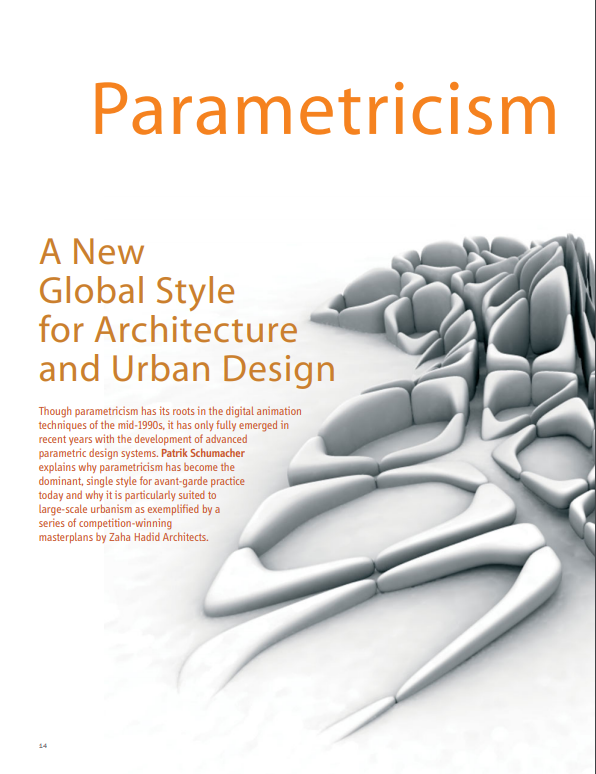 Parametricism
A New
Global Style
for Architecture
and Urban Design
Though parametricism has its roots in the digital animation
techniques of the mid-1990s, it has only fully emerged in
recent years with the development of advanced
parametric design systems. Patrik Schumacher
explains why parametricism has become the
dominant, single style for avant-garde practice
today and why it is particularly suited to
large-scale urbanism as exemplified by a
series of competition-winning
masterplans by Zaha Hadid Architects.
14